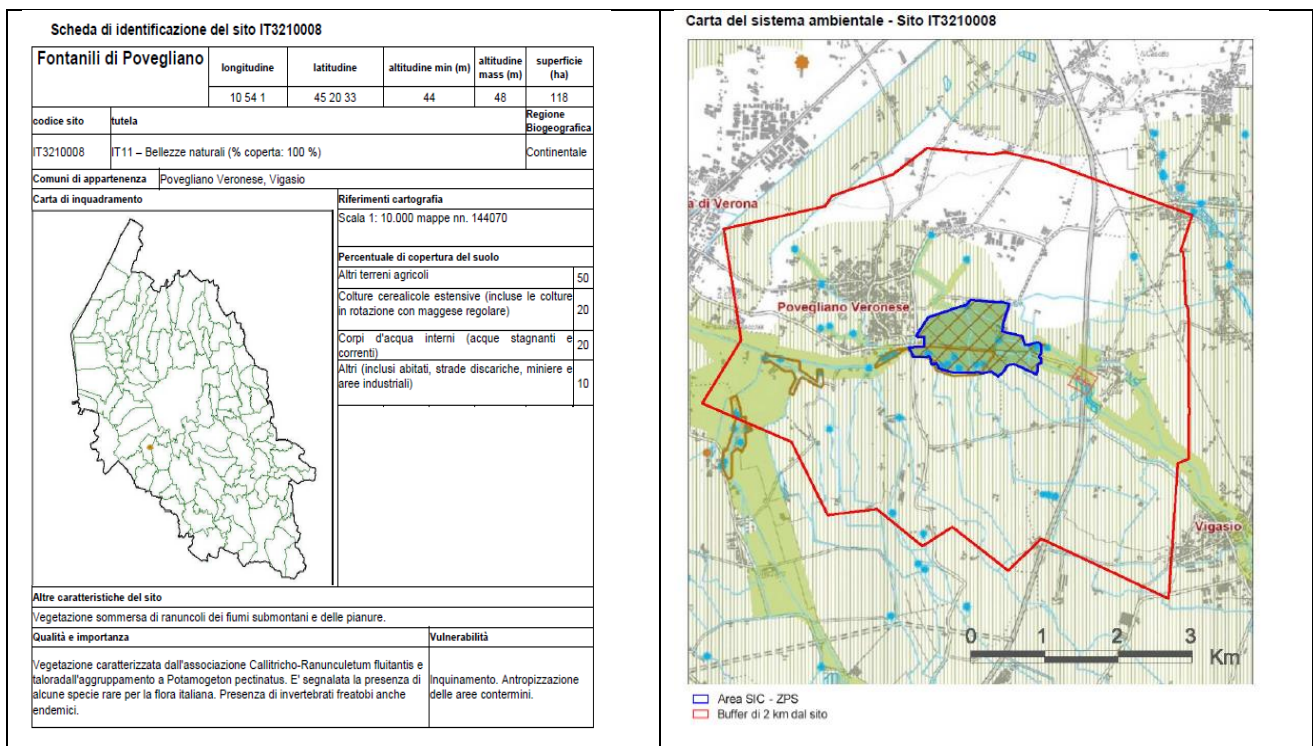 Scheda di identificazione del sito IT3210008
Fontanili di Povegliano
longitudine
latitudine
altitudine min (m)
altitudine
mass (m)
superficie
(ha)
10 54 1
45 20 33
44
48
118
codice sito
tutela
Regione
Biogeografica
IT3210008
IT11 – Bellezze naturali (% coperta: 100 %)
Continentale
Comuni di appartenenza
Povegliano Veronese, Vigasio
Carta di inquadramento
Riferimenti cartografia
Scala 1: 10.000 mappe nn. 144070
Percentuale di copertura del suolo
Altri terreni agricoli
50
Colture cerealicole estensive (incluse le colture
in rotazione con maggese regolare)
20
Corpi d'acqua interni (acque stagnanti e
correnti)
20
Altri (inclusi abitati, strade discariche, miniere e
aree industriali)
10
Altre caratteristiche del sito
Vegetazione sommersa di ranuncoli dei fiumi submontani e delle pianure.
Qualità e importanza
Vulnerabilità
Vegetazione caratterizzata dall'associazione Callitricho-Ranunculetum fluitantis e
taloradall'aggruppamento a Potamogeton pectinatus. E' segnalata la presenza di
alcune specie rare per la flora italiana. Presenza di invertebrati freatobi anche
endemici.
Inquinamento. Antropizzazione
delle aree contermini.
Carta del sistema ambientale - Sito IT3210008
a di Verona
Povegliano Veronese
Vigasio
0 1 2 3
Km
Area SIC - ZPS
Buffer di 2 km dal sito